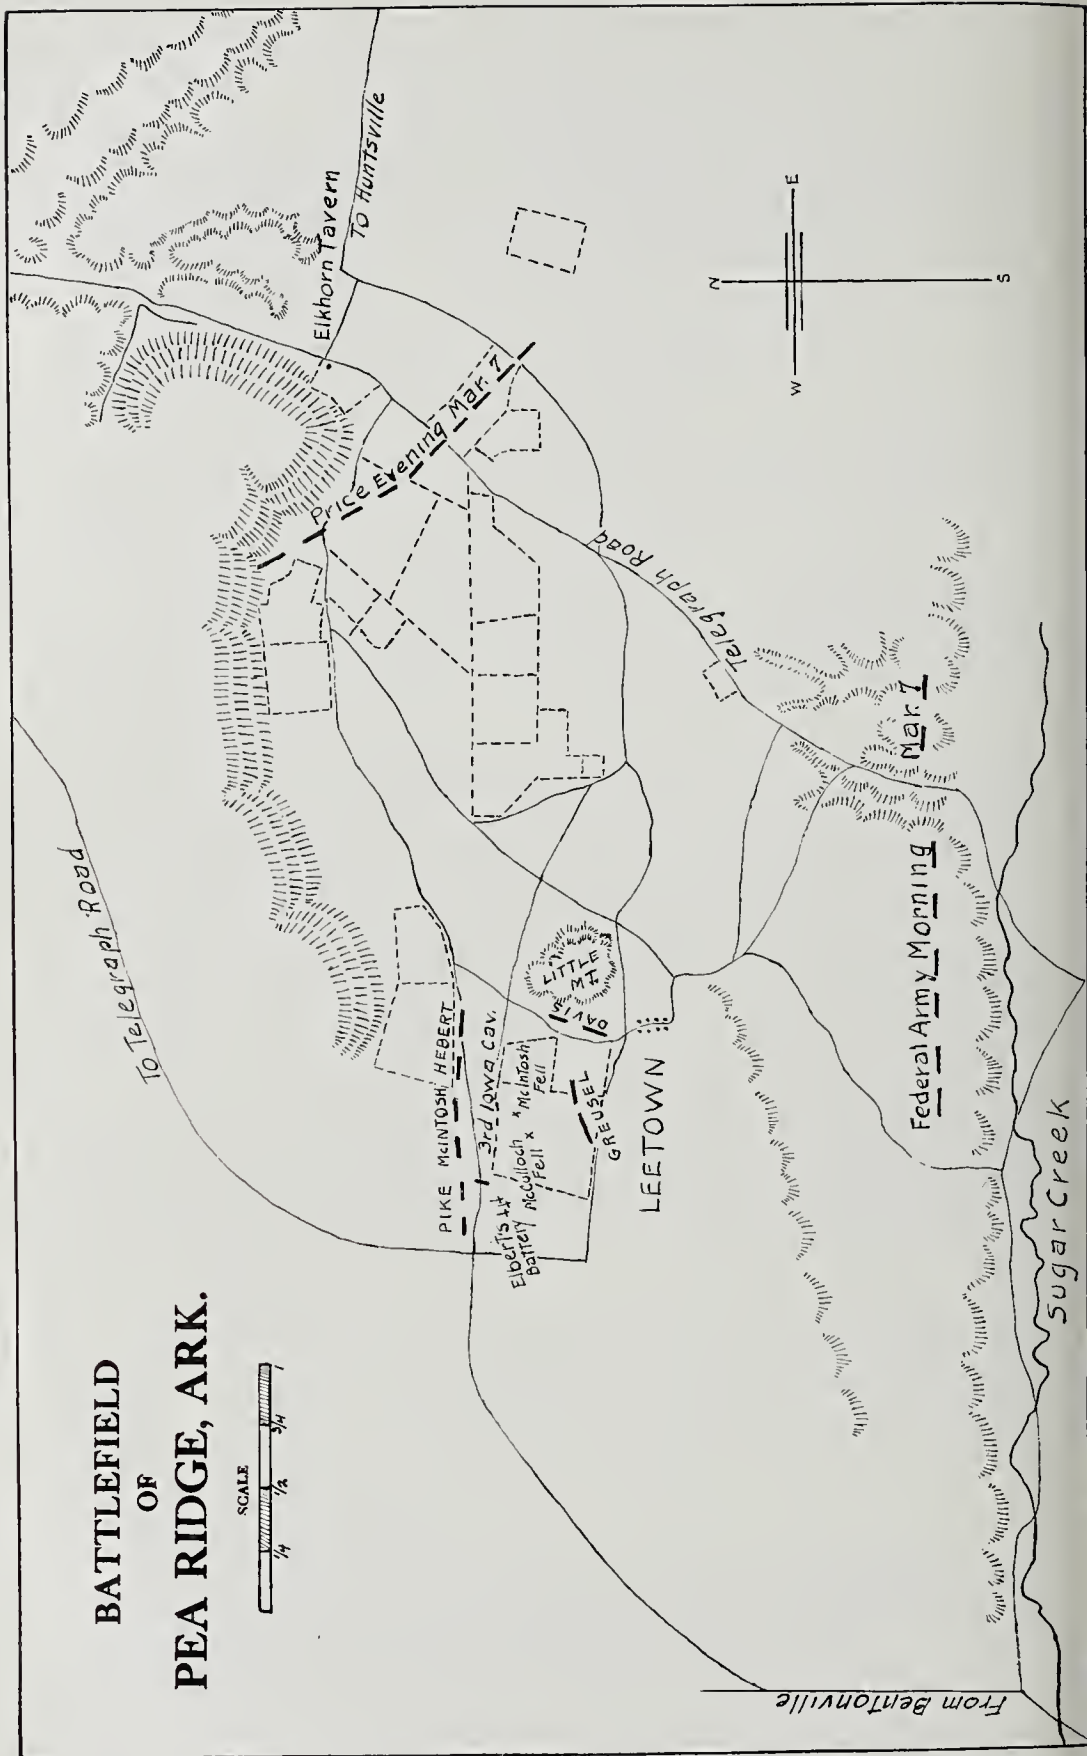 BATTLEFIELD
OF
PEA RIDGE, ARK.
SCALE
1/4 1/2 3/4 1
To Telegraph Road
Elkhorn Tavern
To Huntsville
Price Evening Mar. 7
N
W E
S
PIKE McINTOSH HEBERT
3rd Iowa Cav.
Elbert's
Battery
McCulloch
Fell x
x McIntosh
Fell
LITTLE
MT
DAVIS
GREUSEL
LEETOWN
Telegraph Road
Federal Army Morning Mar. 7
Sugar Creek
From Bentonville